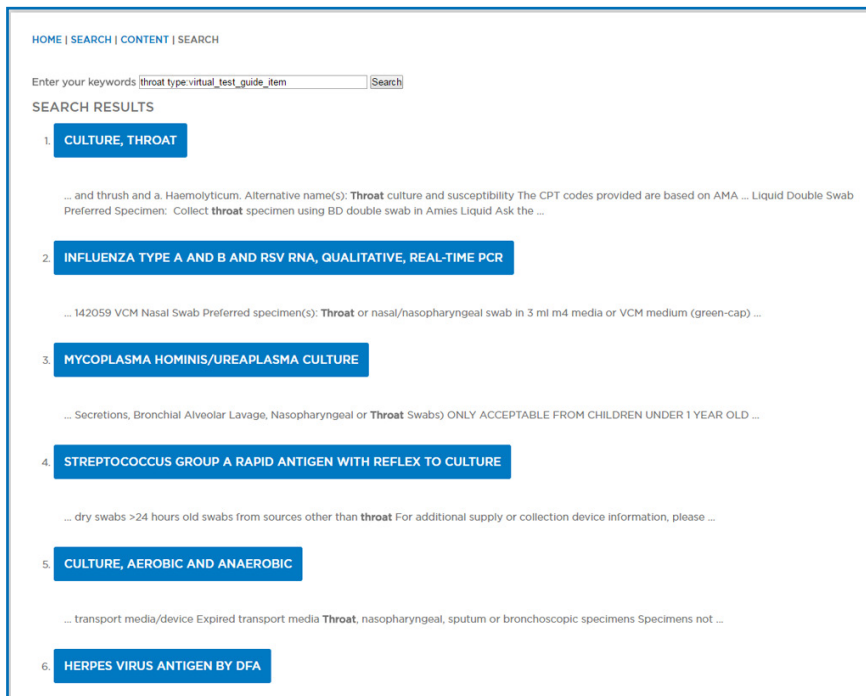 HOME | SEARCH | CONTENT | SEARCH
Enter your keywords throat type:virtual_test_guide_item Search
SEARCH RESULTS
1. CULTURE, THROAT
... and thrush and a. Haemolyticum. Alternative name(s): Throat culture and susceptibility The CPT codes provided are based on AMA ... Liquid Double Swab
Preferred Specimen: Collect throat specimen using BD double swab in Amies Liquid Ask the ...
2. INFLUENZA TYPE A AND B AND RSV RNA, QUALITATIVE, REAL-TIME PCR
... 142059 VCM Nasal Swab Preferred specimen(s): Throat or nasal/nasopharyngeal swab in 3 ml m4 media or VCM medium (green-cap) ...
3. MYCOPLASMA HOMINIS/UREAPLASMA CULTURE
... Secretions, Bronchial Alveolar Lavage, Nasopharyngeal or Throat Swabs) ONLY ACCEPTABLE FROM CHILDREN UNDER 1 YEAR OLD ...
4. STREPTOCOCCUS GROUP A RAPID ANTIGEN WITH REFLEX TO CULTURE
... dry swabs >24 hours old swabs from sources other than throat For additional supply or collection device information, please ...
5. CULTURE, AEROBIC AND ANAEROBIC
... transport media/device Expired transport media Throat, nasopharyngeal, sputum or bronchoscopic specimens Specimens not ...
6. HERPES VIRUS ANTIGEN BY DFA